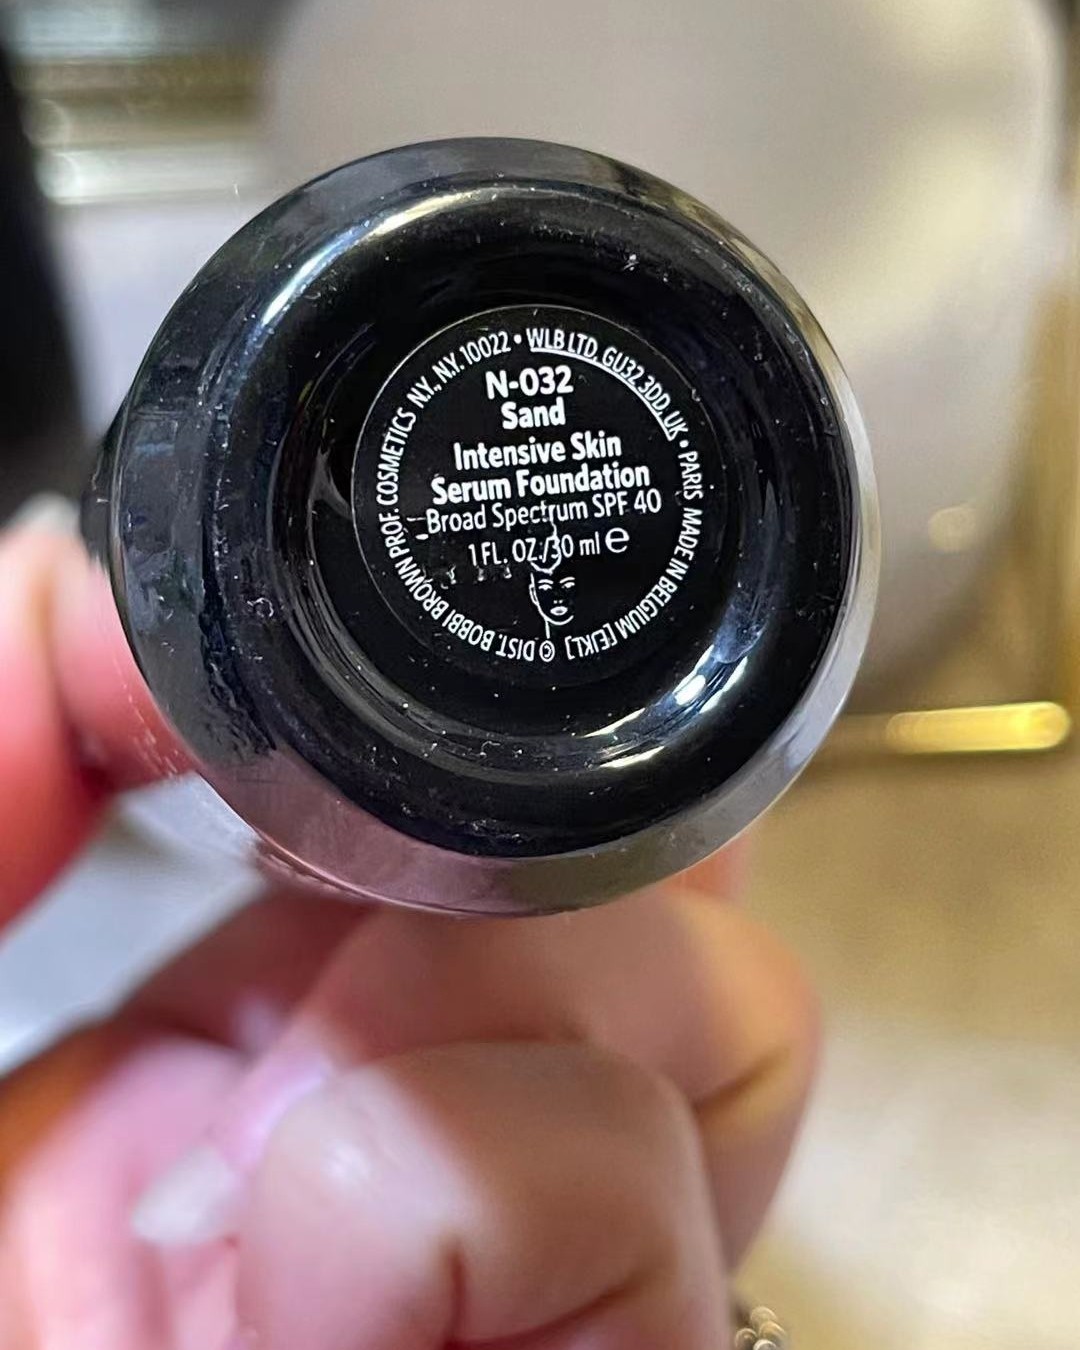 N-032
Sand
Intensive Skin
Serum Foundation
Broad Spectrum SPF 40
1 FL. OZ./30 ml e
© DIST. BOBBI BROWN PROF. COSMETICS N.Y., N.Y. 10022 • WLB LTD, GU32 3DD, UK • PARIS MADE IN BELGIUM [EJKL]